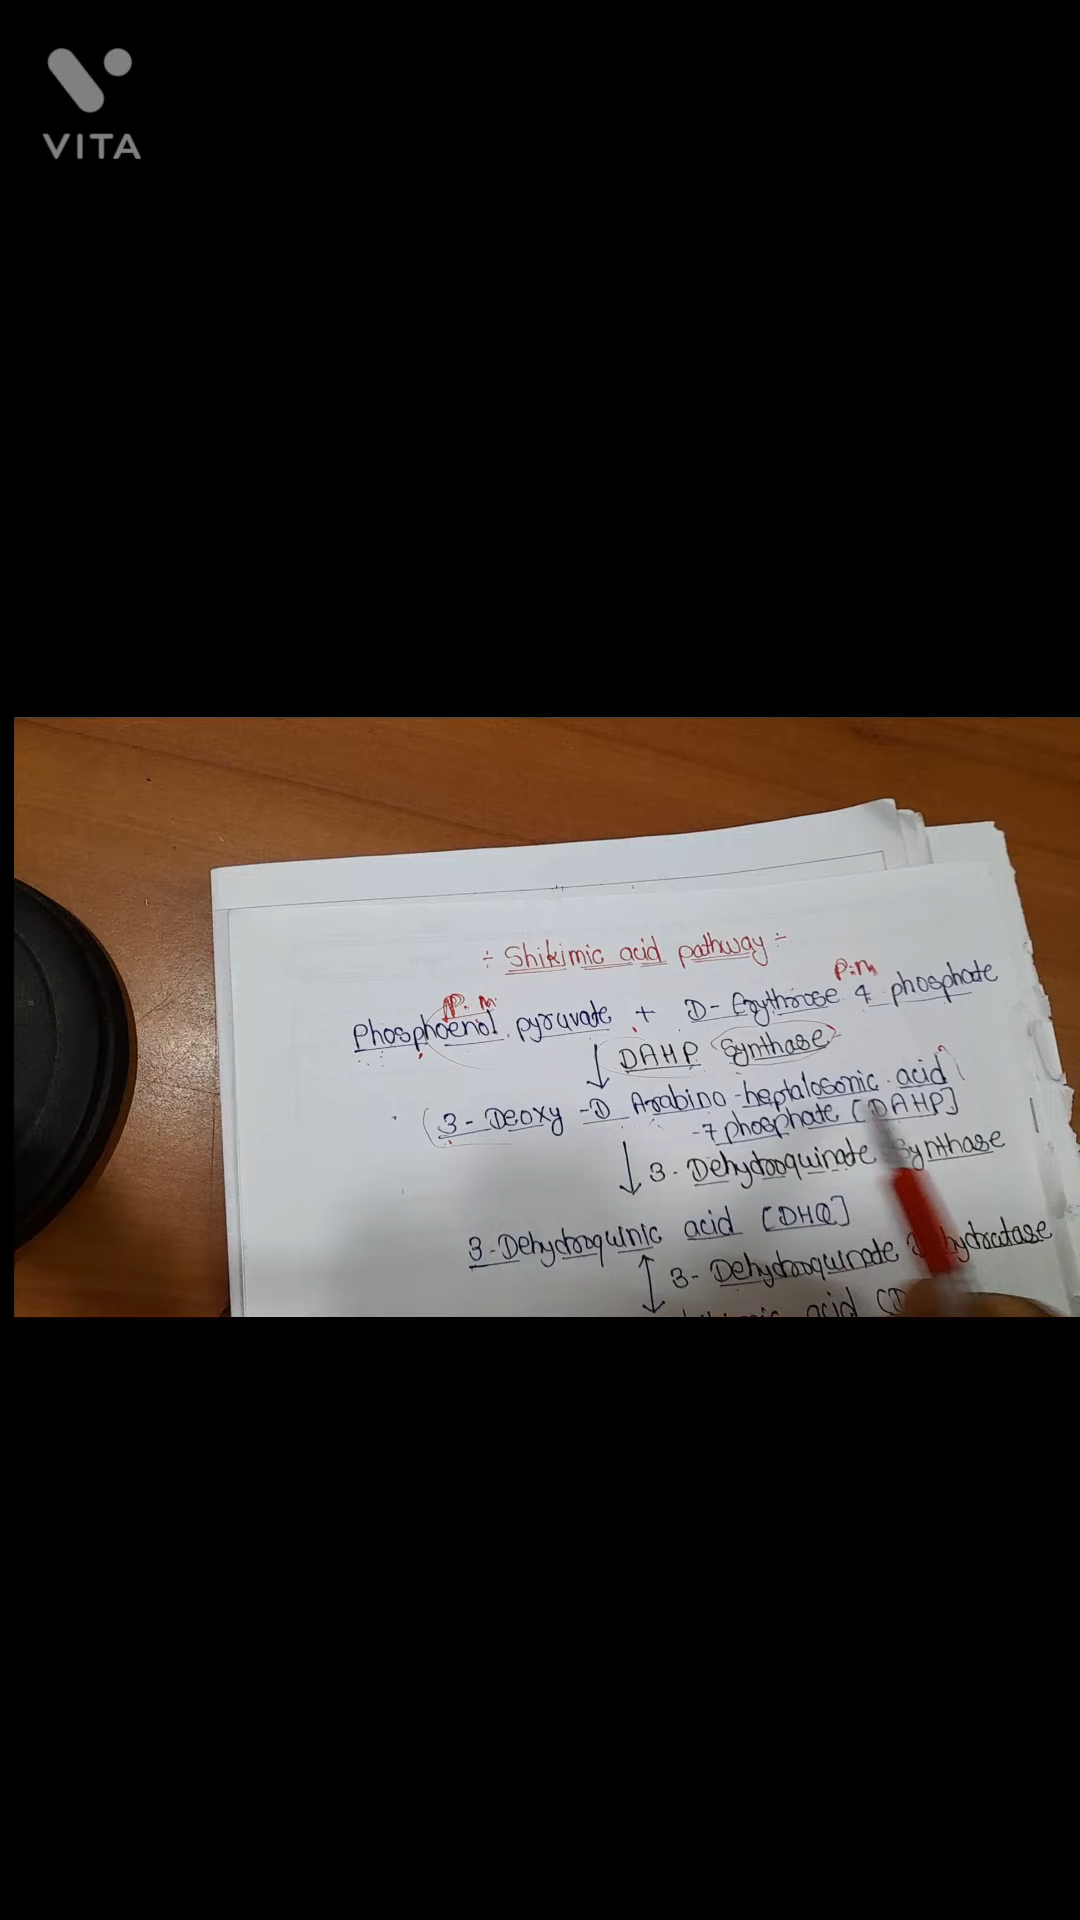 VITA
÷ Shikimic acid pathway ÷
P. m P.m
Phosphoenol pyruvate + D- Erythrose 4 phosphate
DAHP Synthase
3- Deoxy -D Arabino -heptalosonic acid
-7 phosphate [DAHP]
3- Dehydroquinate Synthase
3-Dehydroquinic acid [DHQ]
3- Dehydroquinate
acid